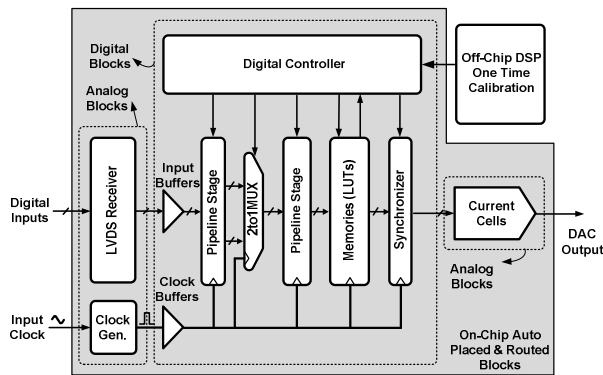 Digital
Blocks
Digital Controller
Off-Chip DSP
One Time
Calibration
Analog
Blocks
Digital
Inputs
LVDS Receiver
Input
Buffers
Pipeline Stage
2to1MUX
Pipeline Stage
Memories (LUTs)
Synchronizer
Current
Cells
DAC
Output
Analog
Blocks
Clock
Buffers
Input
Clock
Clock
Gen.
On-Chip Auto
Placed & Routed
Blocks